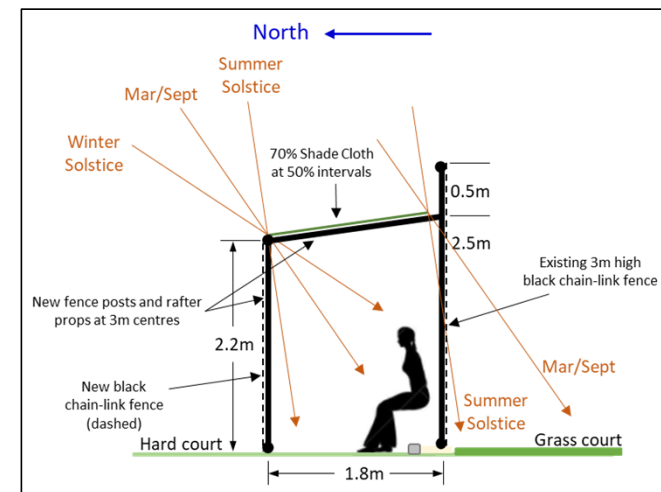 North
Summer
Solstice
Mar/Sept
Winter
Solstice
70% Shade Cloth
at 50% intervals
0.5m
2.5m
Existing 3m high
black chain-link fence
New fence posts and rafter
props at 3m centres
2.2m
New black
chain-link fence
(dashed)
Mar/Sept
Summer
Solstice
Hard court
Grass court
1.8m